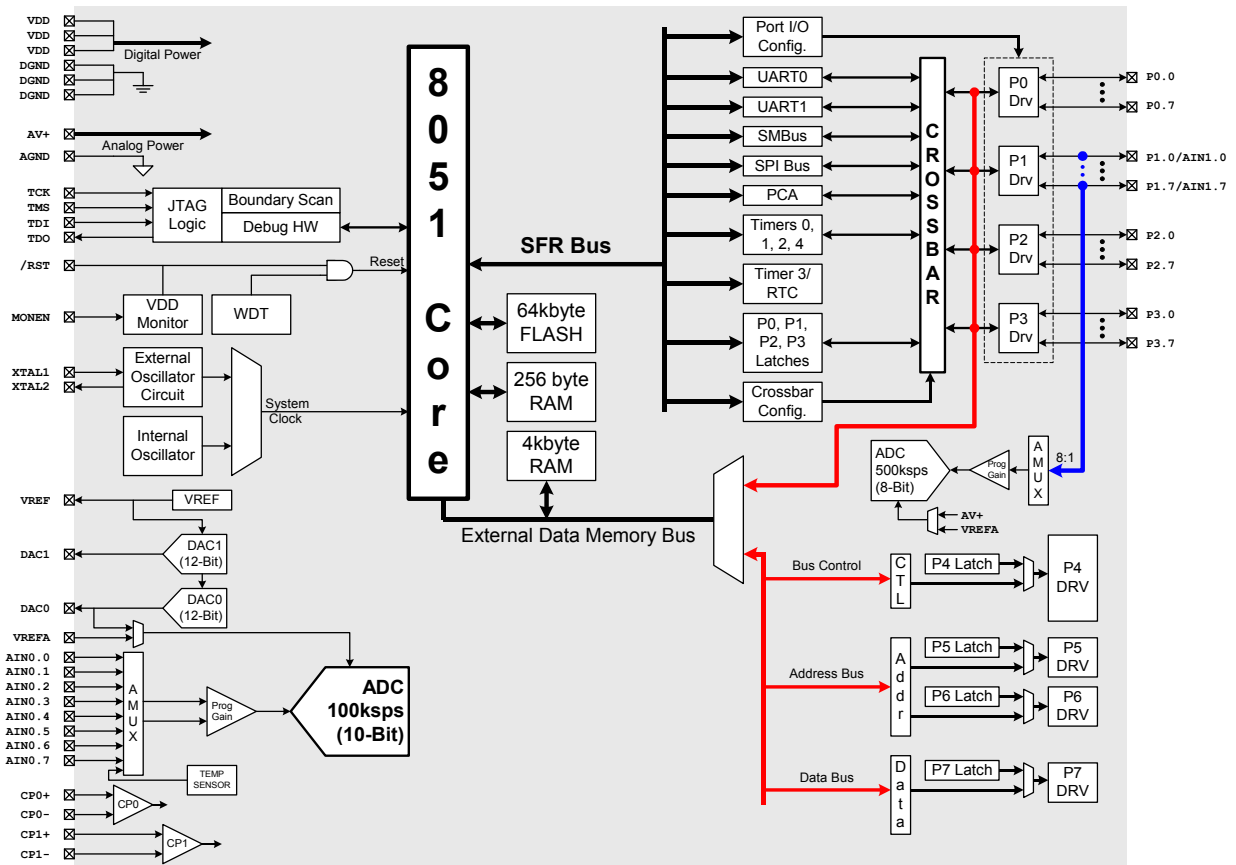 VDD
VDD
VDD
Digital Power
DGND
DGND
DGND
AV+
Analog Power
AGND
TCK
TMS
TDI
TDO
JTAG
Logic
Boundary Scan
Debug HW
/RST
Reset
MONEN
VDD
Monitor
WDT
XTAL1
XTAL2
External
Oscillator
Circuit
Internal
Oscillator
System
Clock
VREF
VREF
DAC1
DAC1
(12-Bit)
DAC0
DAC0
(12-Bit)
VREFA
AIN0.0
AIN0.1
AIN0.2
AIN0.3
AIN0.4
AIN0.5
AIN0.6
AIN0.7
A
M
U
X
Prog
Gain
ADC
100ksps
(10-Bit)
TEMP
SENSOR
CP0+
CP0-
CP0
CP1+
CP1-
CP1
8
0
5
1
C
o
r
e
SFR Bus
64kbyte
FLASH
256 byte
RAM
4kbyte
RAM
External Data Memory Bus
Port I/O
Config.
UART0
UART1
SMBus
SPI Bus
PCA
Timers 0,
1, 2, 4
Timer 3/
RTC
P0, P1,
P2, P3
Latches
Crossbar
Config.
C
R
O
S
S
B
A
R
P0
Drv
P1
Drv
P2
Drv
P3
Drv
P0.0
P0.7
P1.0/AIN1.0
P1.7/AIN1.7
P2.0
P2.7
P3.0
P3.7
ADC
500ksps
(8-Bit)
Prog
Gain
A
M
U
X
8:1
AV+
VREFA
Bus Control
C
T
L
P4 Latch
P4
DRV
Address Bus
A
d
d
r
P5 Latch
P5
DRV
P6 Latch
P6
DRV
Data Bus
D
a
t
a
P7 Latch
P7
DRV